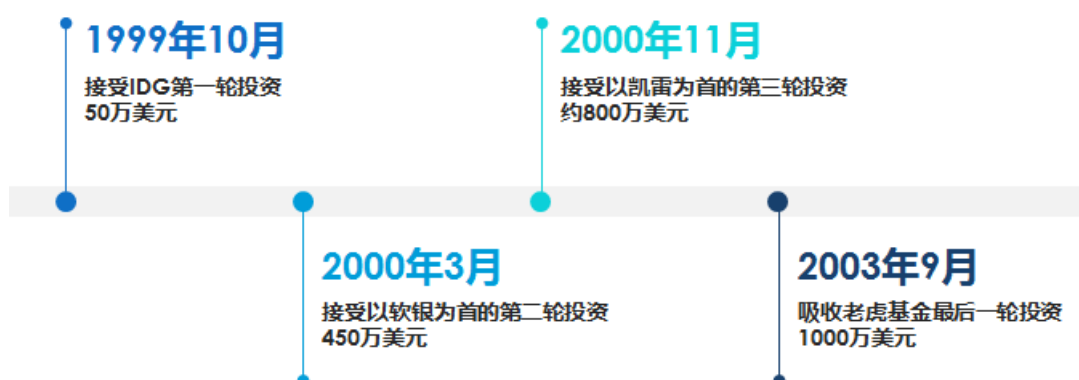 1999年10月
接受IDG第一轮投资
50万美元
2000年11月
接受以凯雷为首的第三轮投资
约800万美元
2000年3月
接受以软银为首的第二轮投资
450万美元
2003年9月
吸收老虎基金最后一轮投资
1000万美元